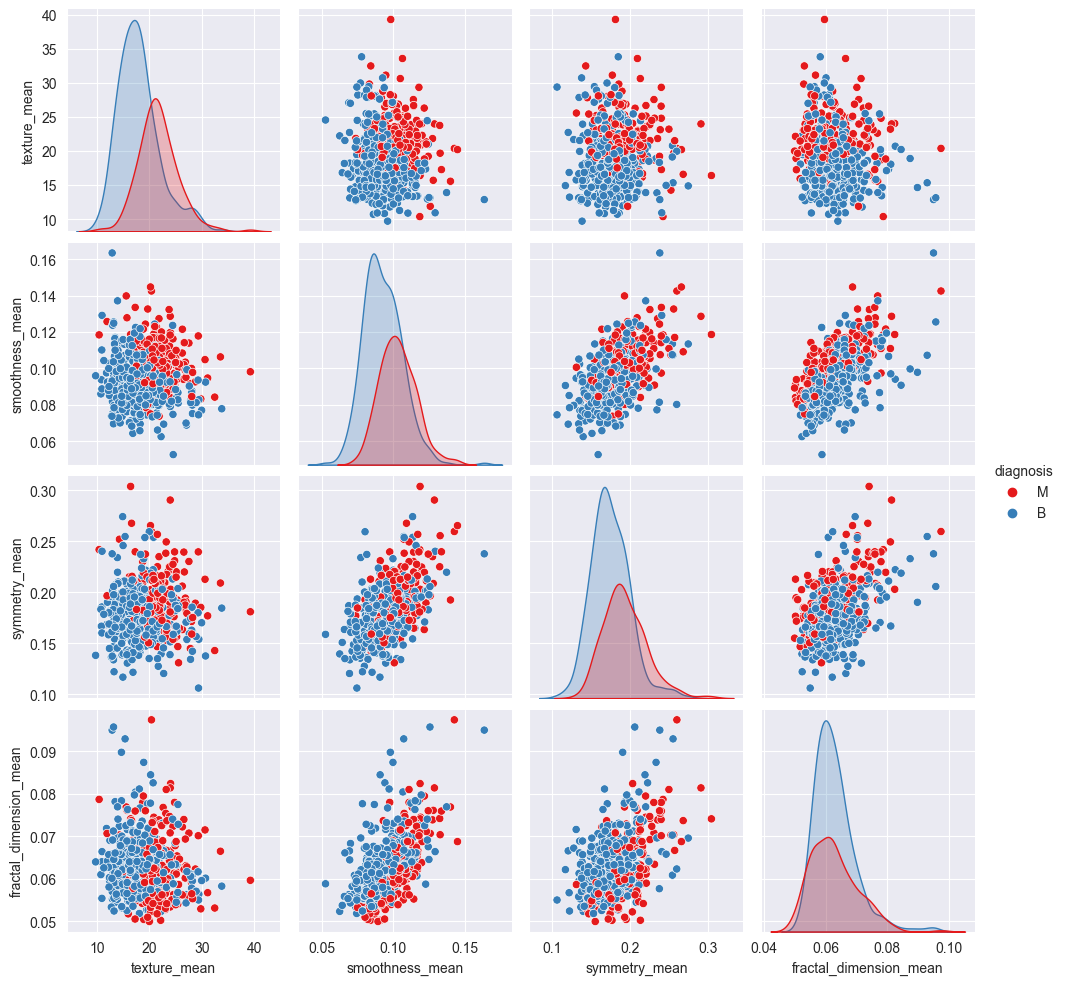 40
35
30
25
20
15
10
texture_mean
0.16
0.14
0.12
0.10
0.08
0.06
smoothness_mean
0.30
0.25
0.20
0.15
0.10
symmetry_mean
0.09
0.08
0.07
0.06
0.05
fractal_dimension_mean
10 20 30 40
texture_mean
0.05 0.10 0.15
smoothness_mean
0.1 0.2 0.3
symmetry_mean
0.04 0.06 0.08 0.10
fractal_dimension_mean
diagnosis
M
B